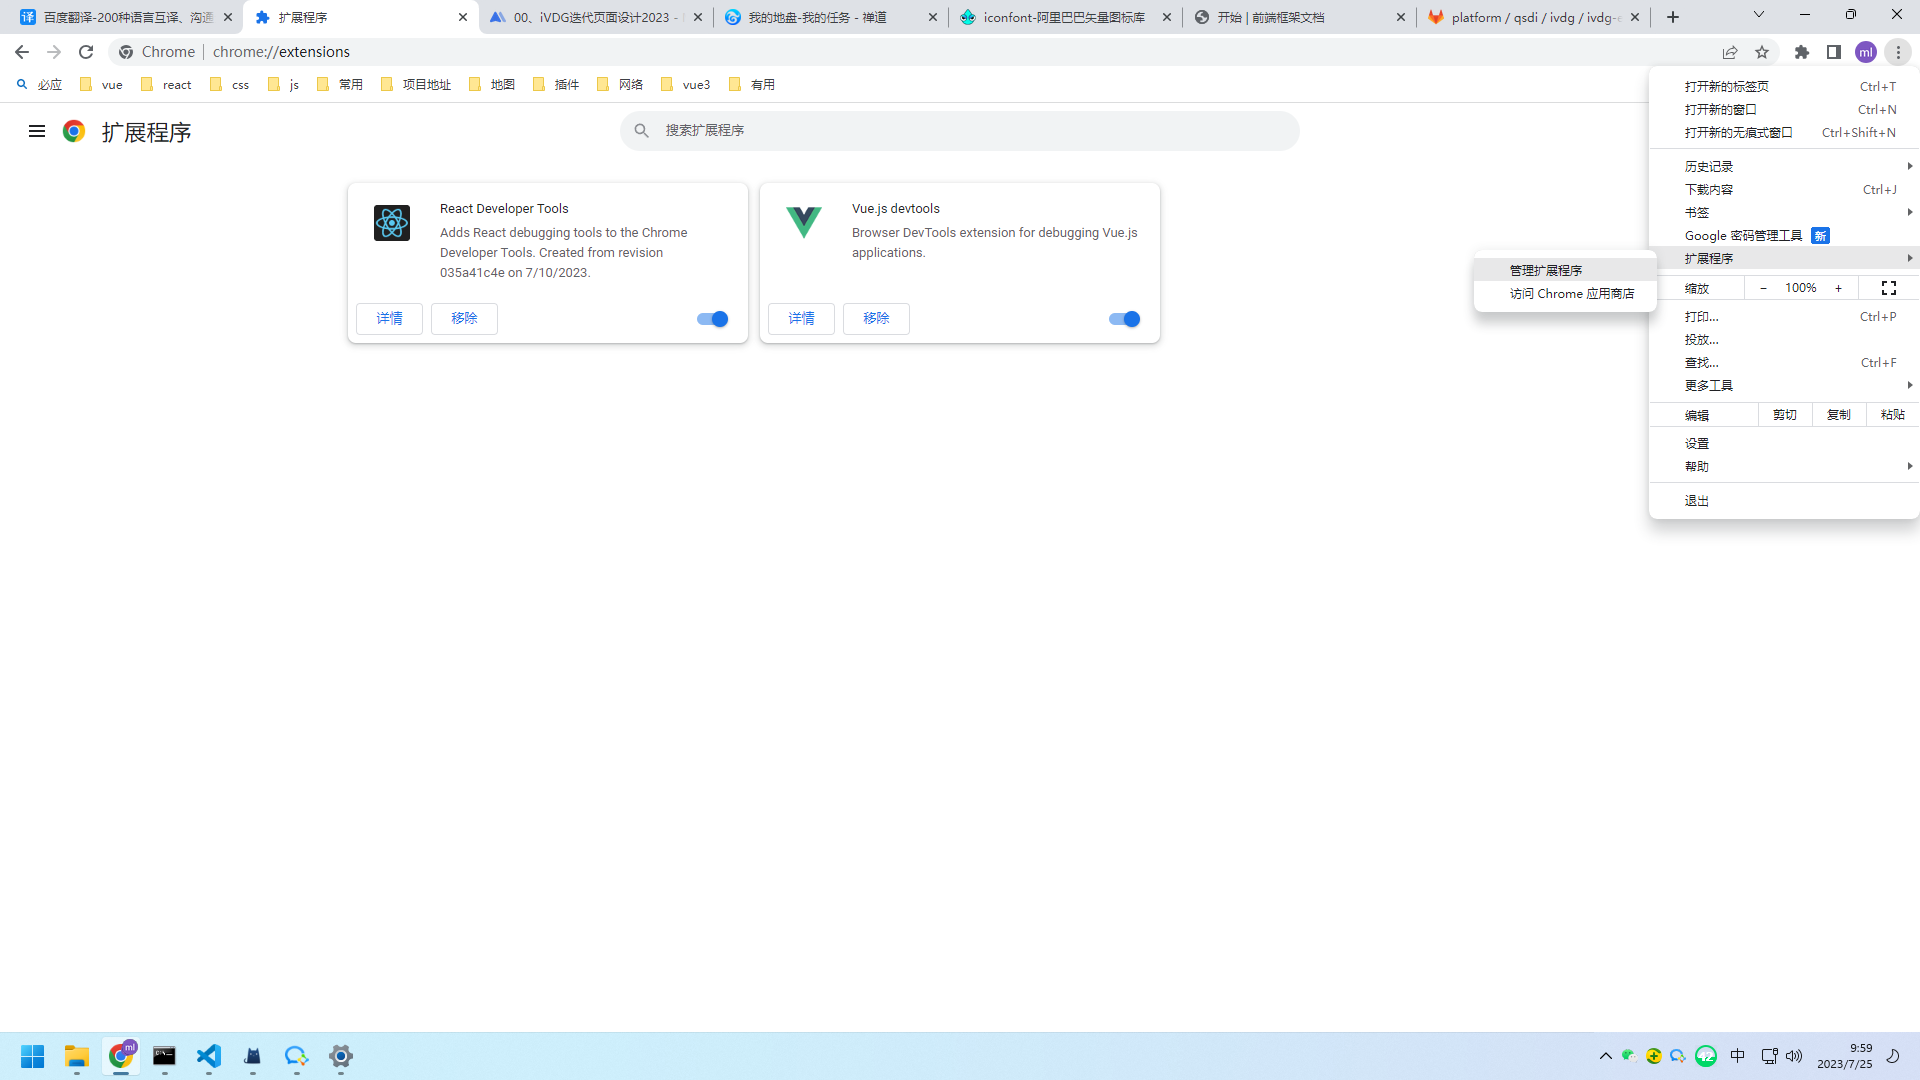 百度翻译-200种语言互译、沟通
扩展程序
00、iVDG迭代页面设计2023 -
我的地盘-我的任务 - 禅道
iconfont-阿里巴巴矢量图标库
开始 | 前端框架文档
platform / qsdi / ivdg / ivdg-
Chrome
chrome://extensions
ml
必应
vue
react
css
js
常用
项目地址
地图
插件
网络
vue3
有用
扩展程序
搜索扩展程序
React Developer Tools
Adds React debugging tools to the Chrome
Developer Tools. Created from revision
035a41c4e on 7/10/2023.
详情
移除
Vue.js devtools
Browser DevTools extension for debugging Vue.js
applications.
详情
移除
打开新的标签页 Ctrl+T
打开新的窗口 Ctrl+N
打开新的无痕式窗口 Ctrl+Shift+N
历史记录
下载内容 Ctrl+J
书签
Google 密码管理工具 新
扩展程序
管理扩展程序
访问 Chrome 应用商店
缩放 − 100% +
打印... Ctrl+P
投放...
查找... Ctrl+F
更多工具
编辑 剪切 复制 粘贴
设置
帮助
退出
ml
中
9:59
2023/7/25